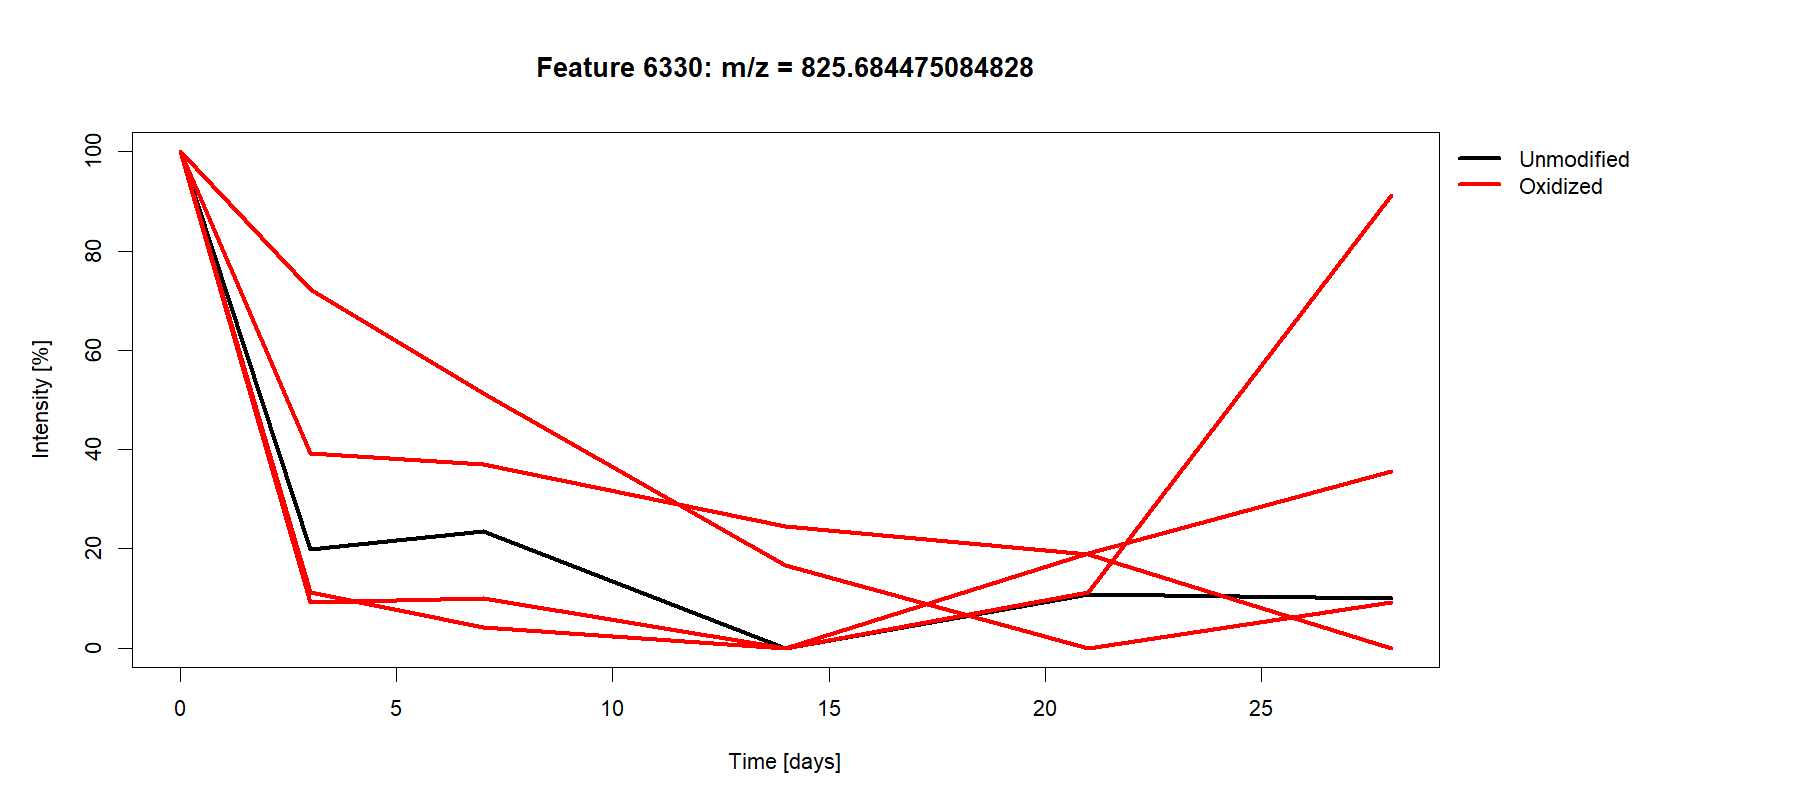 Feature 6330: m/z = 825.684475084828
Unmodified
Oxidized
Intensity [%]
100
80
60
40
20
0
0 5 10 15 20 25
Time [days]